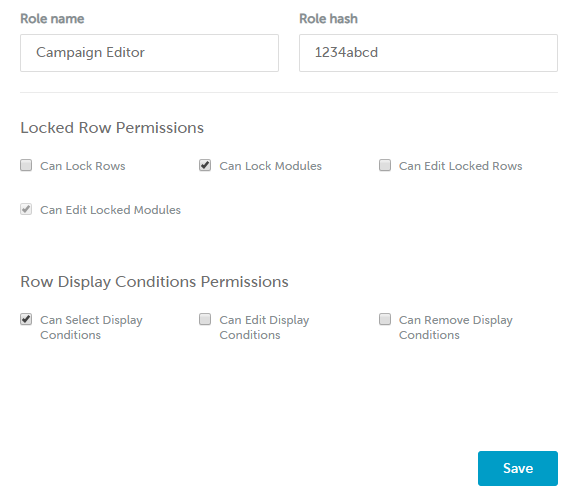 Role name
Role hash
Campaign Editor
1234abcd
Locked Row Permissions
Can Lock Rows
Can Lock Modules
Can Edit Locked Rows
Can Edit Locked Modules
Row Display Conditions Permissions
Can Select Display
Conditions
Can Edit Display
Conditions
Can Remove Display
Conditions
Save